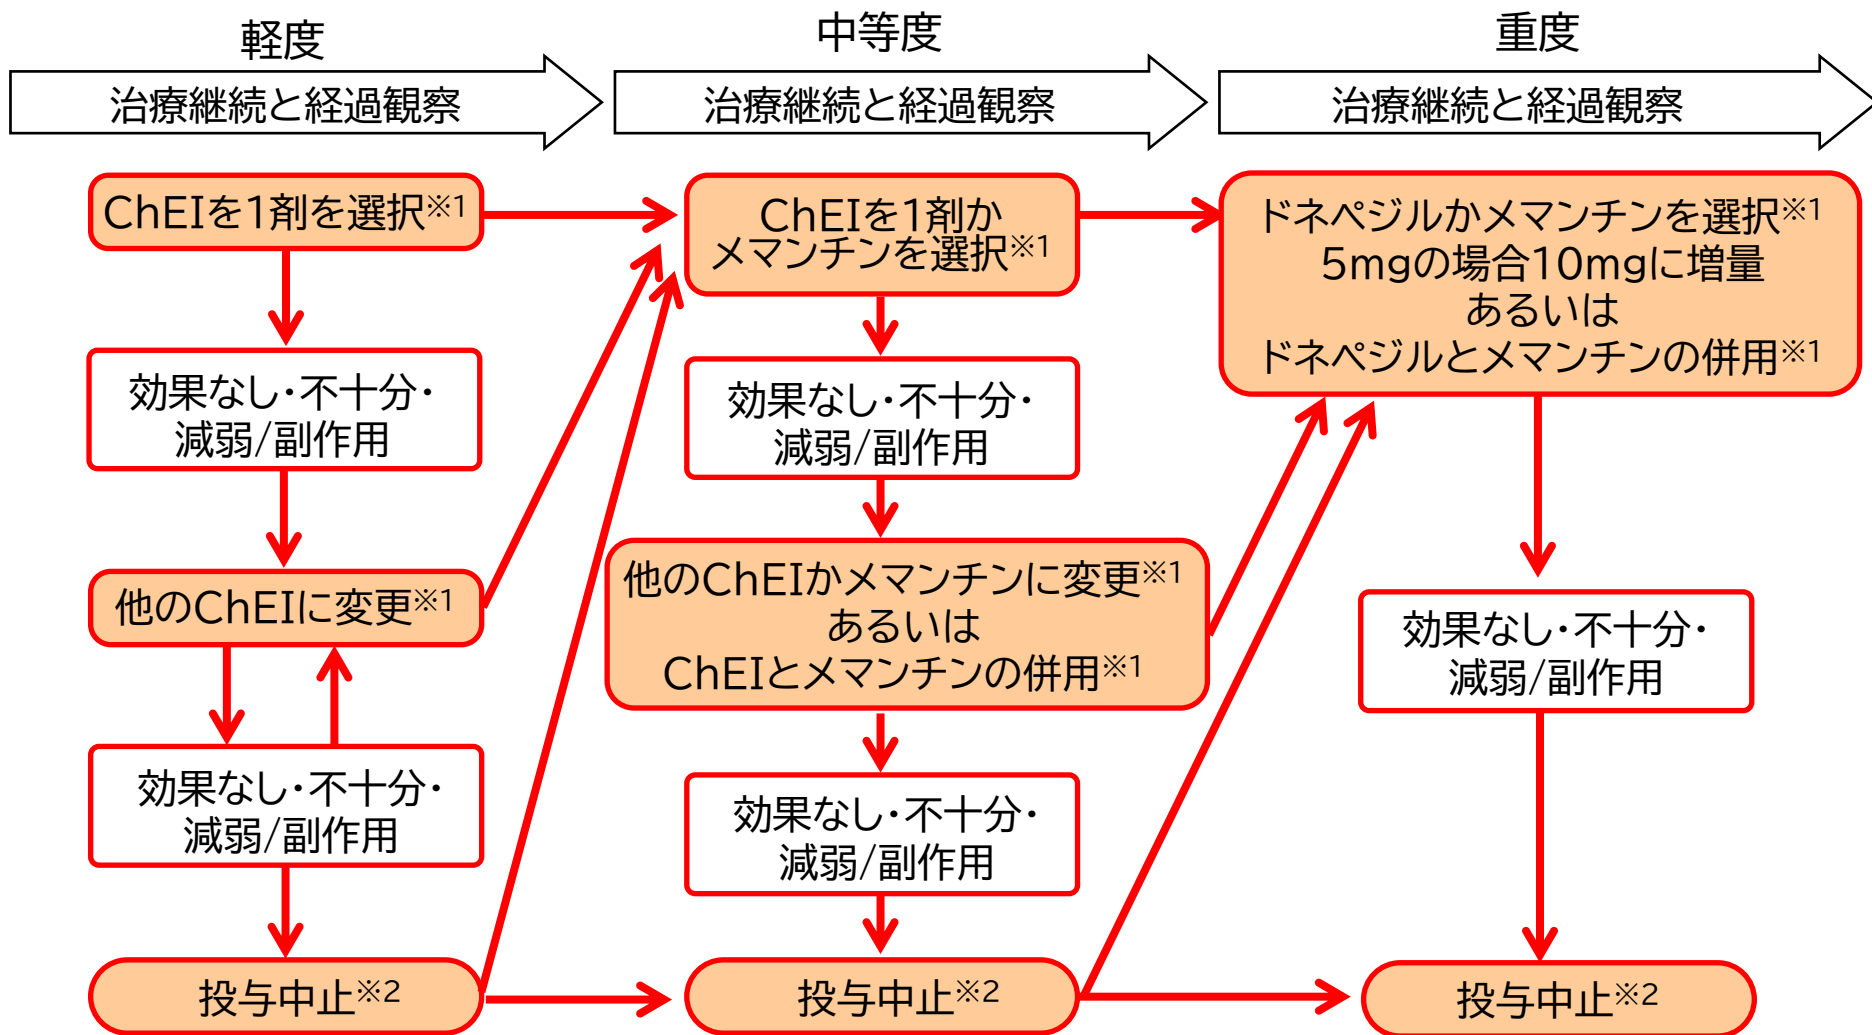 軽度
治療継続と経過観察
ChEIを1剤を選択※1
効果なし・不十分・
減弱/副作用
他のChEIに変更※1
効果なし・不十分・
減弱/副作用
投与中止※2
中等度
治療継続と経過観察
ChEIを1剤か
メマンチンを選択※1
効果なし・不十分・
減弱/副作用
他のChEIかメマンチンに変更※1
あるいは
ChEIとメマンチンの併用※1
効果なし・不十分・
減弱/副作用
投与中止※2
重度
治療継続と経過観察
ドネペジルかメマンチンを選択※1
5mgの場合10mgに増量
あるいは
ドネペジルとメマンチンの併用※1
効果なし・不十分・
減弱/副作用
投与中止※2